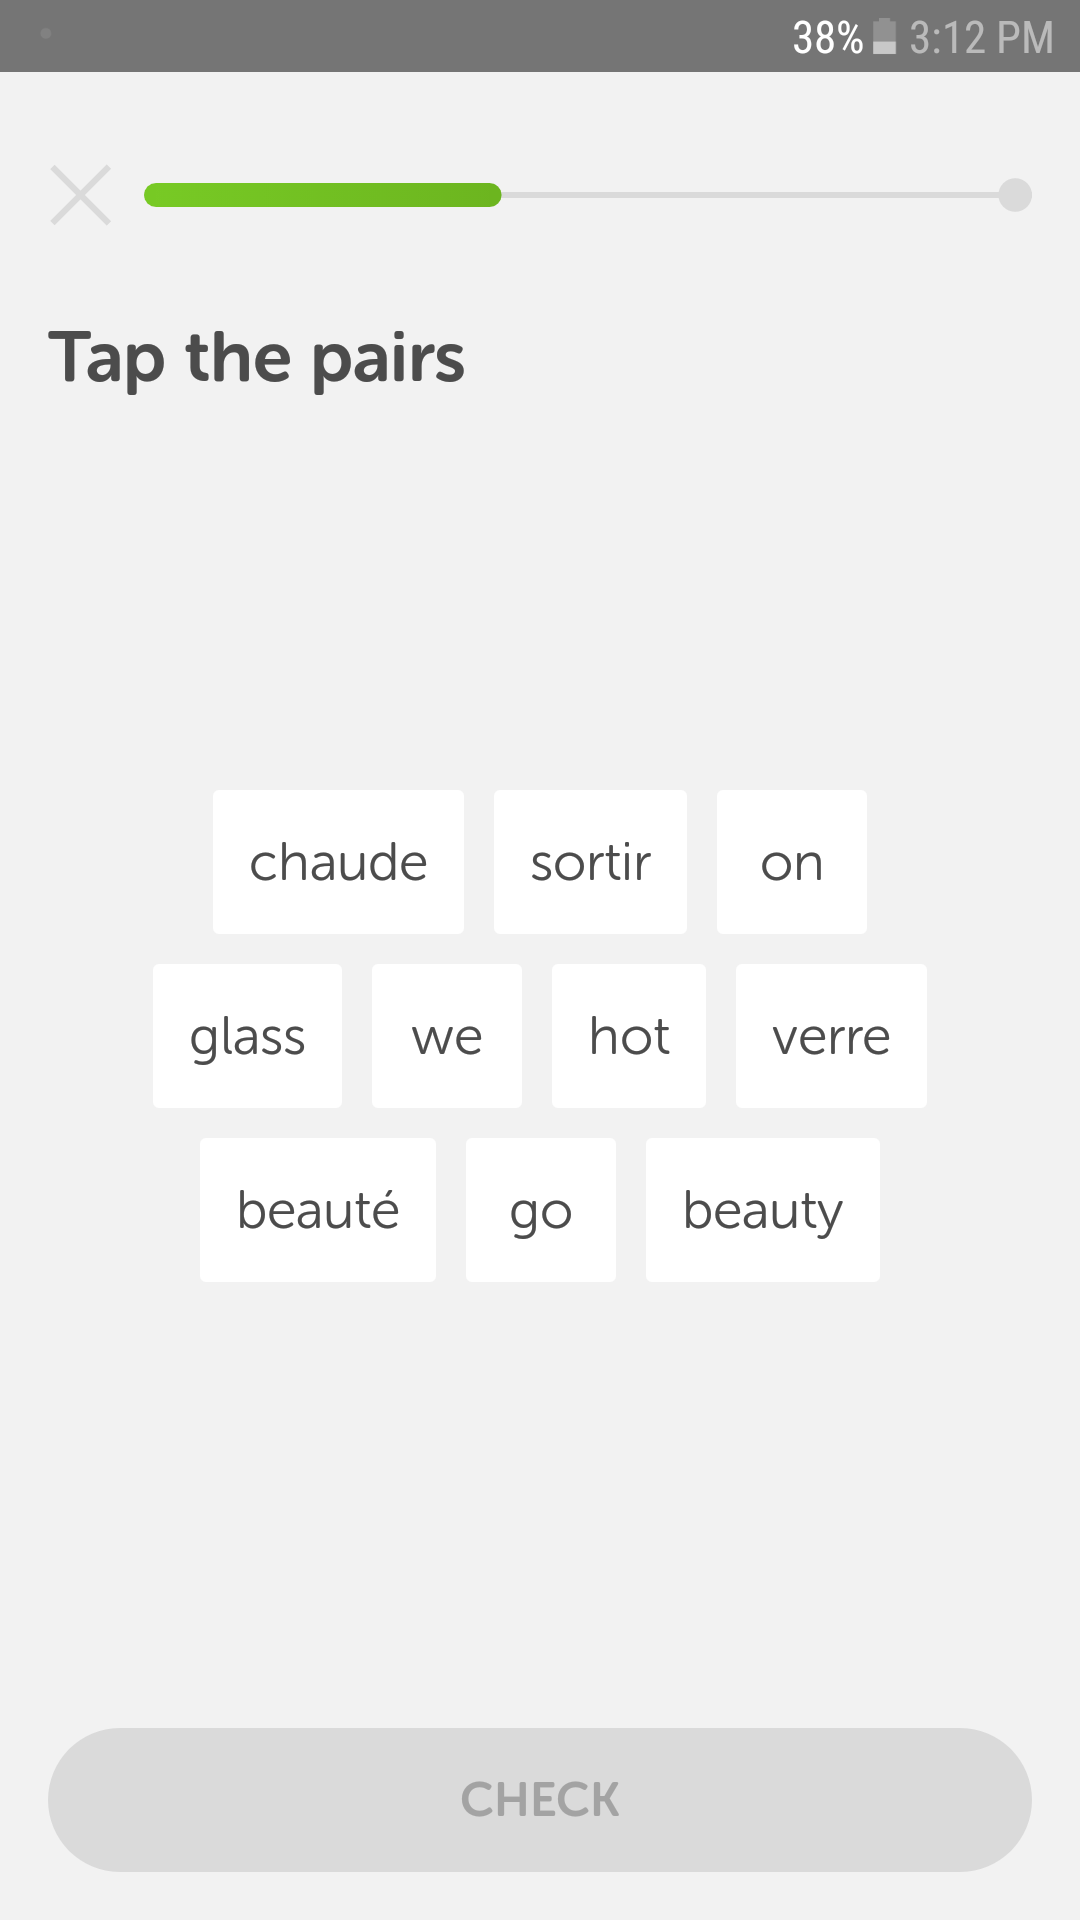 38% 3:12 PM
Tap the pairs
chaude sortir on
glass we hot verre
beauté go beauty
CHECK